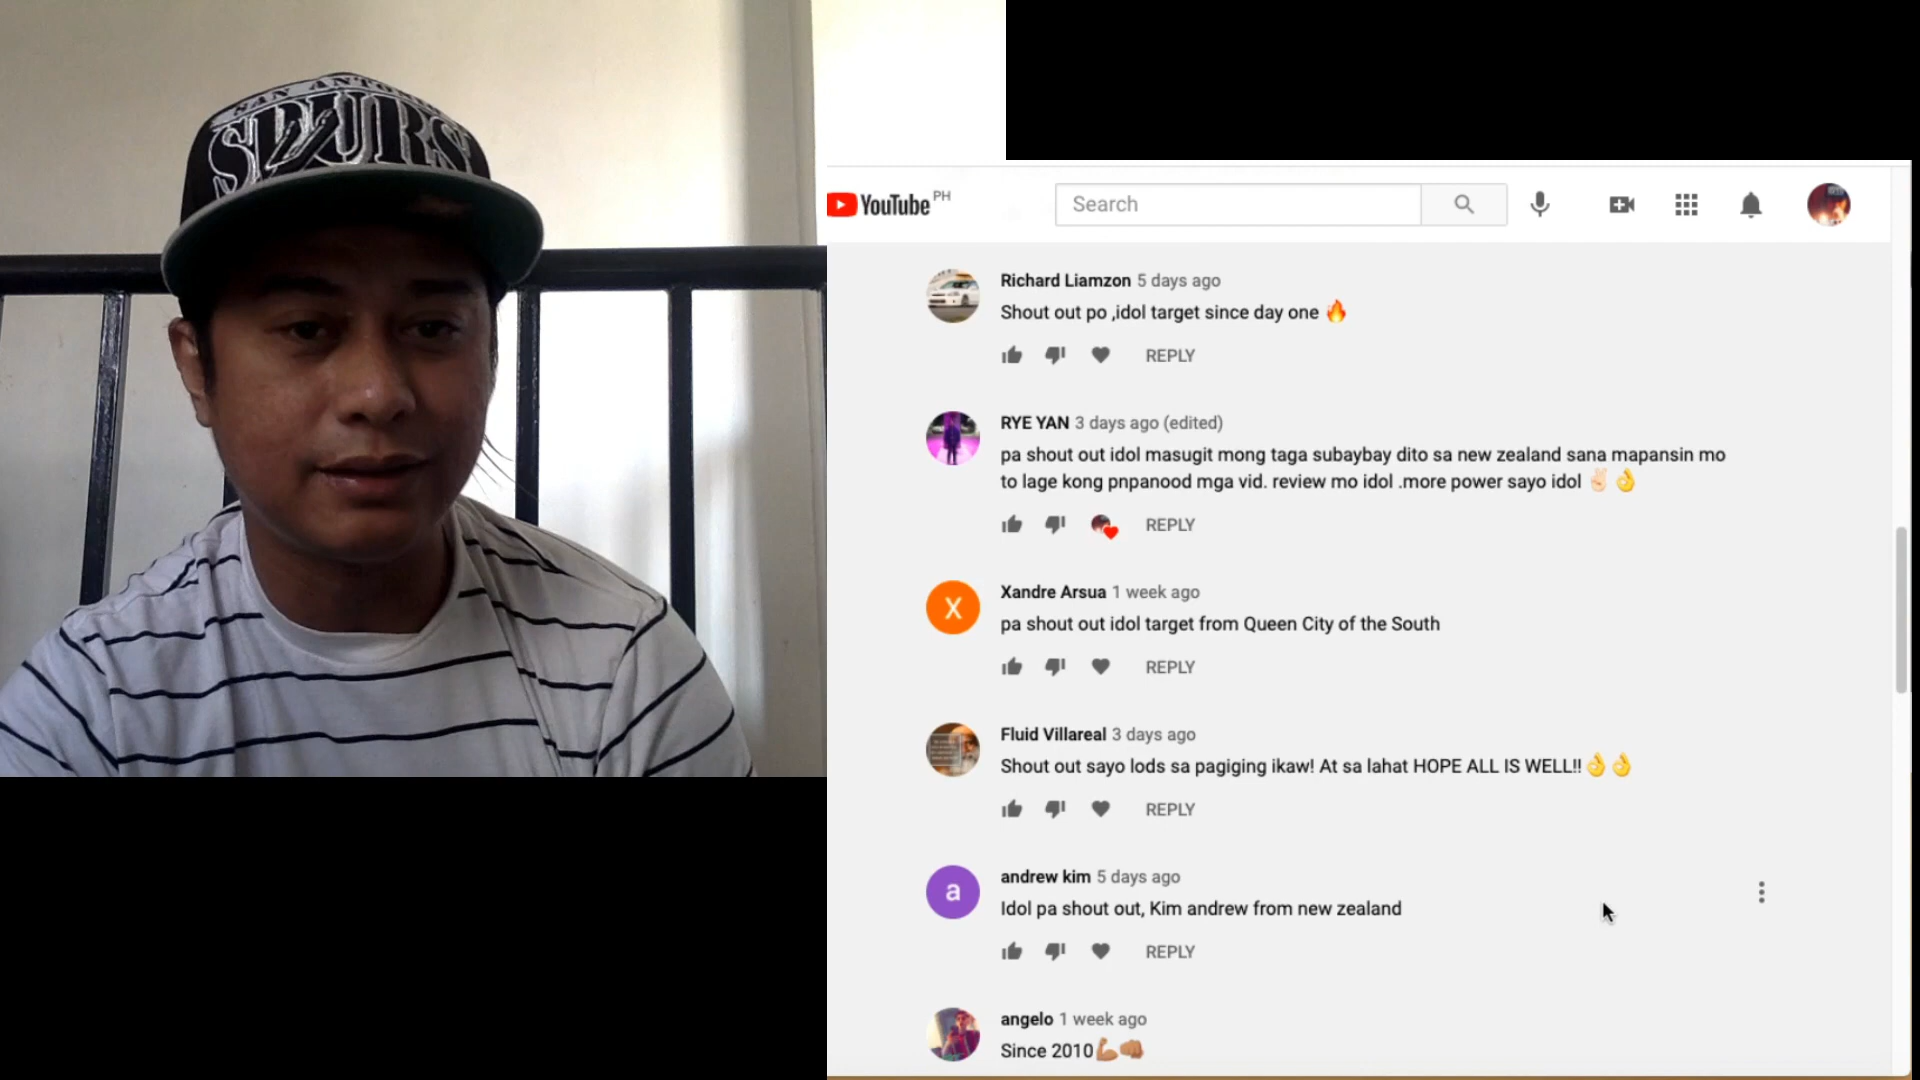 SAN ANTONIO
SPURS
YouTube PH
Search
Richard Liamzon 5 days ago
Shout out po ,idol target since day one 🔥
REPLY
RYE YAN 3 days ago (edited)
pa shout out idol masugit mong taga subaybay dito sa new zealand sana mapansin mo
to lage kong pnpanood mga vid. review mo idol .more power sayo idol ✌🏻👌
REPLY
X
Xandre Arsua 1 week ago
pa shout out idol target from Queen City of the South
REPLY
Fluid Villareal 3 days ago
Shout out sayo lods sa pagiging ikaw! At sa lahat HOPE ALL IS WELL!!👌👌
REPLY
a
andrew kim 5 days ago
Idol pa shout out, Kim andrew from new zealand
REPLY
angelo 1 week ago
Since 2010💪🏽👊🏽